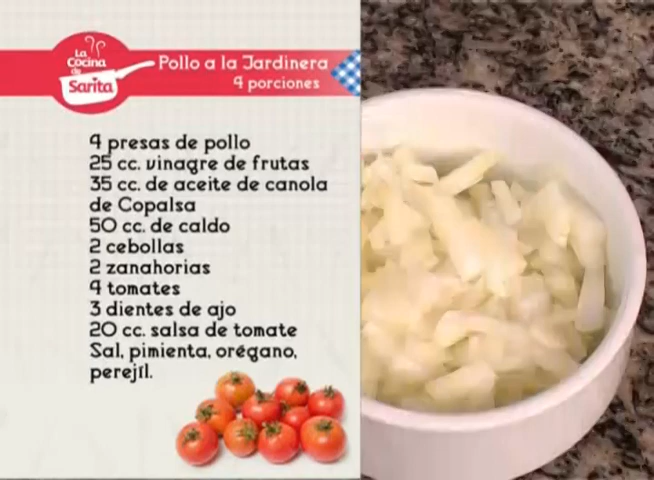 La
Cocina
de
Sarita
Pollo a la Jardinera
4 porciones
4 presas de pollo
25 cc. vinagre de frutas
35 cc. de aceite de canola
de Copalsa
50 cc. de caldo
2 cebollas
2 zanahorias
4 tomates
3 dientes de ajo
20 cc. salsa de tomate
Sal, pimienta, orégano,
perejíl.